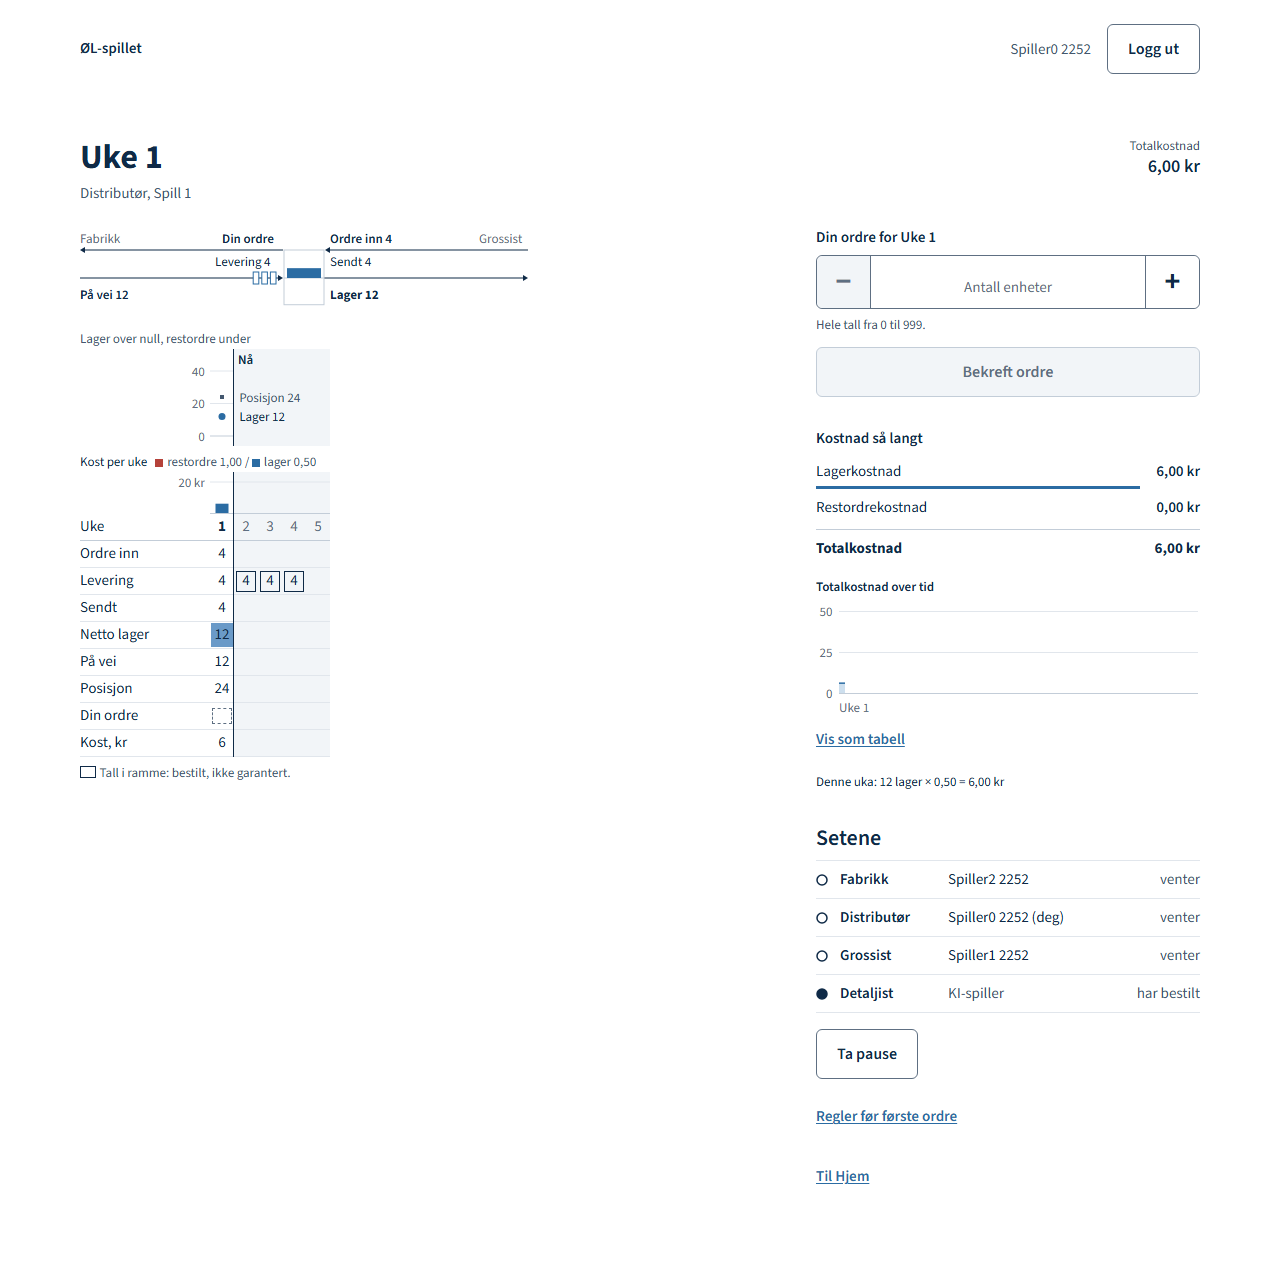 ØL-spillet
Spiller0 2252
Logg ut
Uke 1
Distributør, Spill 1
Totalkostnad
6,00 kr
Fabrikk
Din ordre
Ordre inn 4
Grossist
Levering 4
Sendt 4
På vei 12
Lager 12
Lager over null, restordre under
Nå
40
20
0
Posisjon 24
Lager 12
Kost per uke restordre 1,00 / lager 0,50
20 kr
Uke 1 2 3 4 5
Ordre inn 4
Levering 4 4 4 4
Sendt 4
Netto lager 12
På vei 12
Posisjon 24
Din ordre
Kost, kr 6
Tall i ramme: bestilt, ikke garantert.
Din ordre for Uke 1
− Antall enheter +
Hele tall fra 0 til 999.
Bekreft ordre
Kostnad så langt
Lagerkostnad 6,00 kr
Restordrekostnad 0,00 kr
Totalkostnad 6,00 kr
Totalkostnad over tid
50
25
0
Uke 1
Vis som tabell
Denne uka: 12 lager × 0,50 = 6,00 kr
Setene
Fabrikk Spiller2 2252 venter
Distributør Spiller0 2252 (deg) venter
Grossist Spiller1 2252 venter
Detaljist KI-spiller har bestilt
Ta pause
Regler før første ordre
Til Hjem